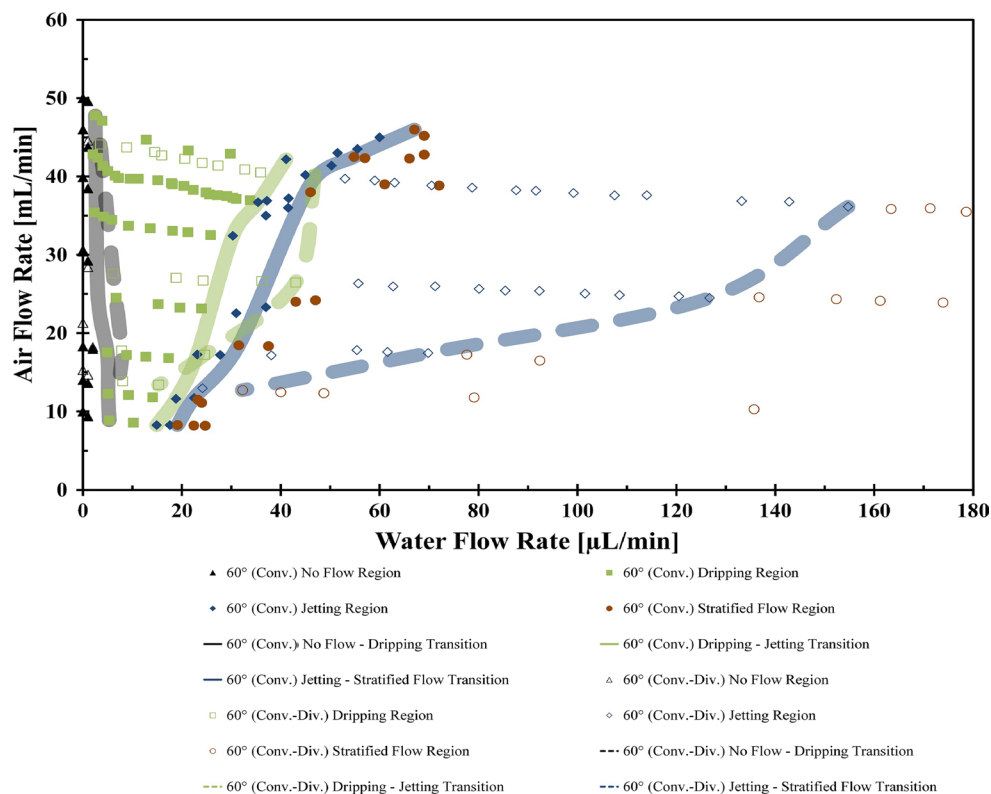 60
50
40
30
20
10
0
Air Flow Rate [mL/min]
0 20 40 60 80 100 120 140 160 180
Water Flow Rate [µL/min]
60° (Conv.) No Flow Region
60° (Conv.) Dripping Region
60° (Conv.) Jetting Region
60° (Conv.) Stratified Flow Region
60° (Conv.) No Flow - Dripping Transition
60° (Conv.) Dripping - Jetting Transition
60° (Conv.) Jetting - Stratified Flow Transition
60° (Conv.-Div.) No Flow Region
60° (Conv.-Div.) Dripping Region
60° (Conv.-Div.) Jetting Region
60° (Conv.-Div.) Stratified Flow Region
60° (Conv.-Div.) No Flow - Dripping Transition
60° (Conv.-Div.) Dripping - Jetting Transition
60° (Conv.-Div.) Jetting - Stratified Flow Transition